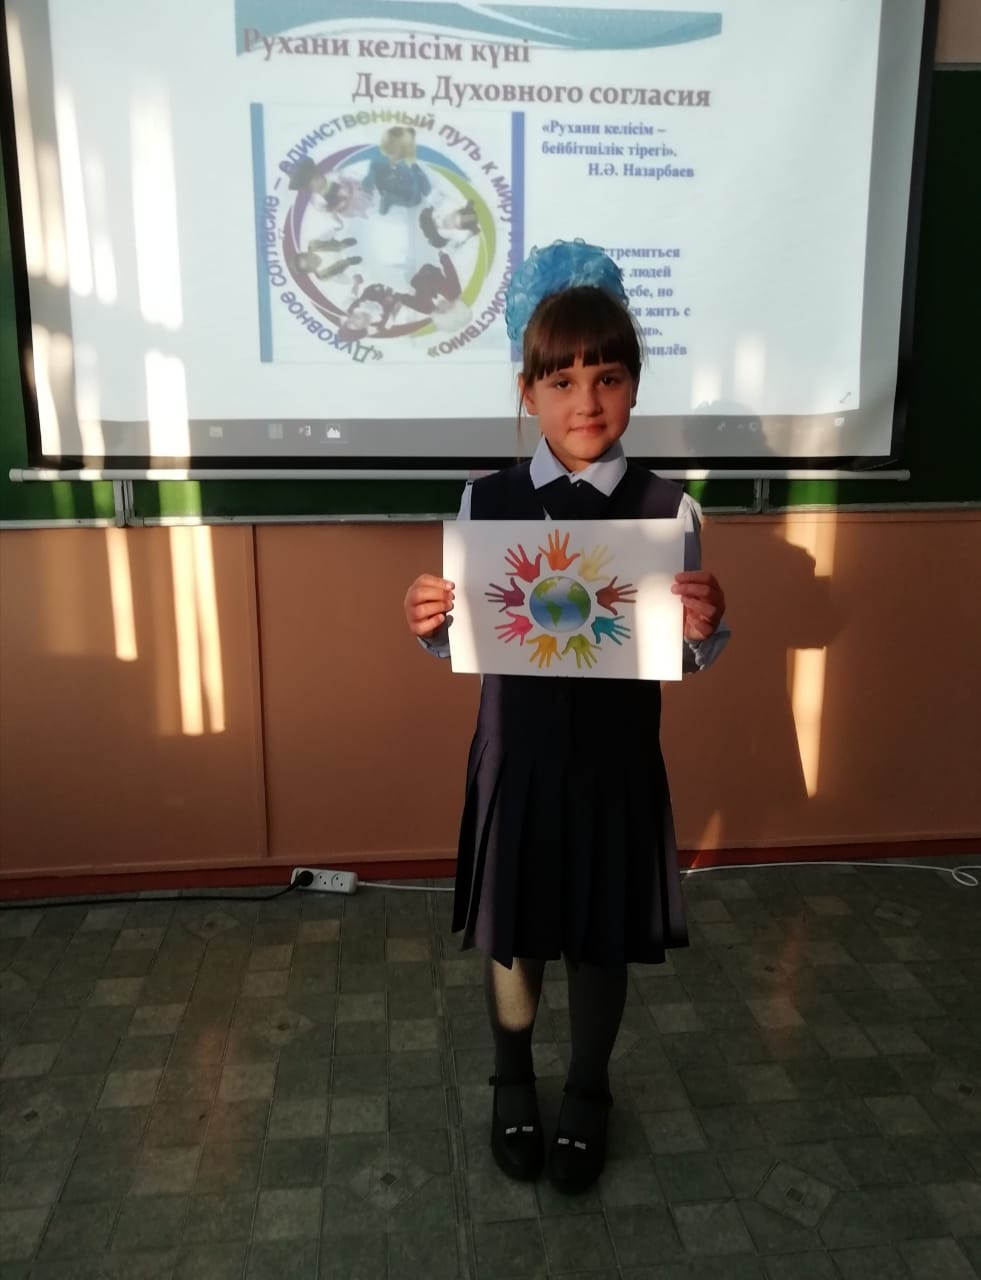 Рухани келісім күні
День Духовного согласия
«Духовное согласие – единственный путь к миру и спокойствию»
«Рухани келісім –
бейбітшілік тірегі».
Н.Ә. Назарбаев
стремиться
людей
себе, но
жить с